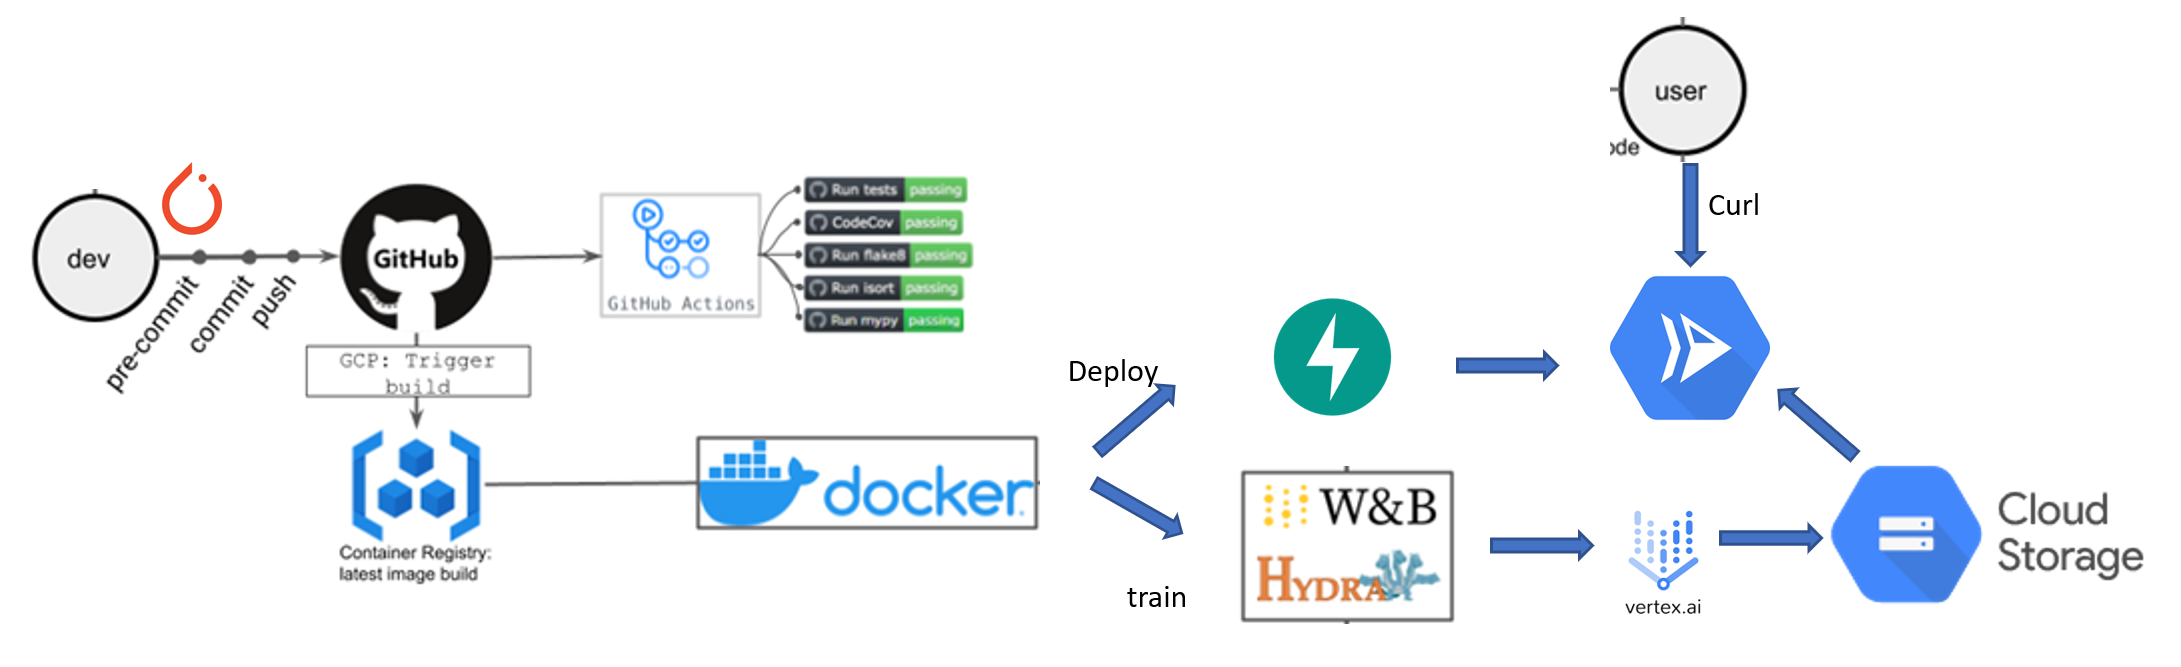 dev
pre-commit
commit
push
GitHub
GitHub Actions
Run tests passing
CodeCov passing
Run flake8 passing
Run isort passing
Run mypy passing
GCP: Trigger
build
Container Registry:
latest image build
docker
Deploy
train
W&B
HYDRA
vertex.ai
Cloud
Storage
user
Curl